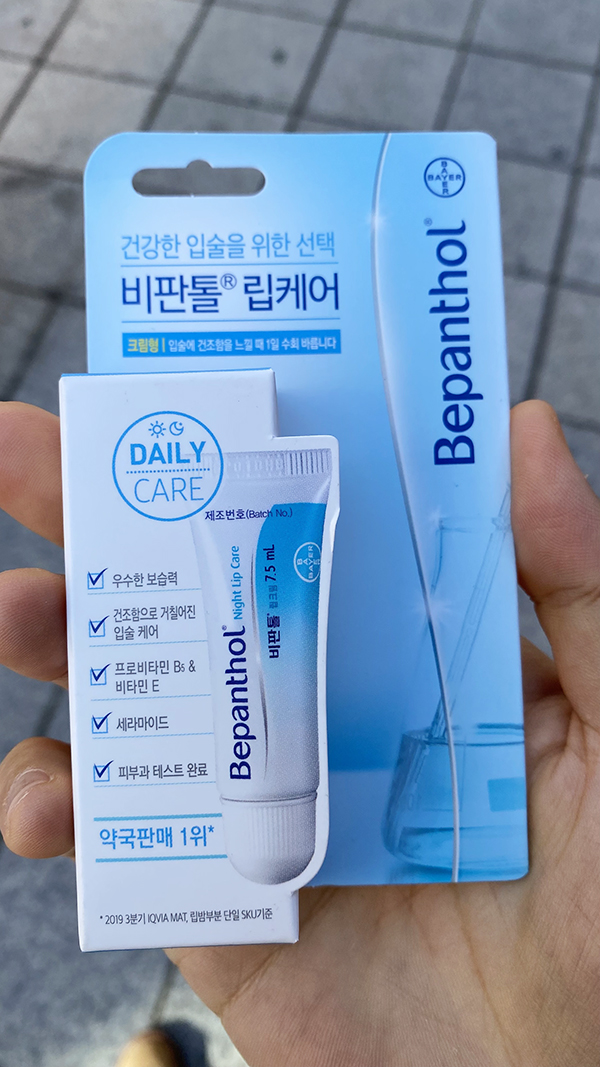 BAYER
BAYER
건강한 입술을 위한 선택
비판톨® 립케어
크림형 | 입술에 건조함을 느낄 때 1일 수회 바릅니다
Bepanthol®
DAILY
CARE
우수한 보습력
건조함으로 거칠어진
입술 케어
프로비타민 B5 &
비타민 E
세라마이드
피부과 테스트 완료
약국판매 1위*
* 2019 3분기 IQVIA MAT, 립밤부분 단일 SKU기준
제조번호(Batch No.)
Bepanthol® Night Lip Care
비판톨® 립크림 7.5 mL
BAYER
BAYER